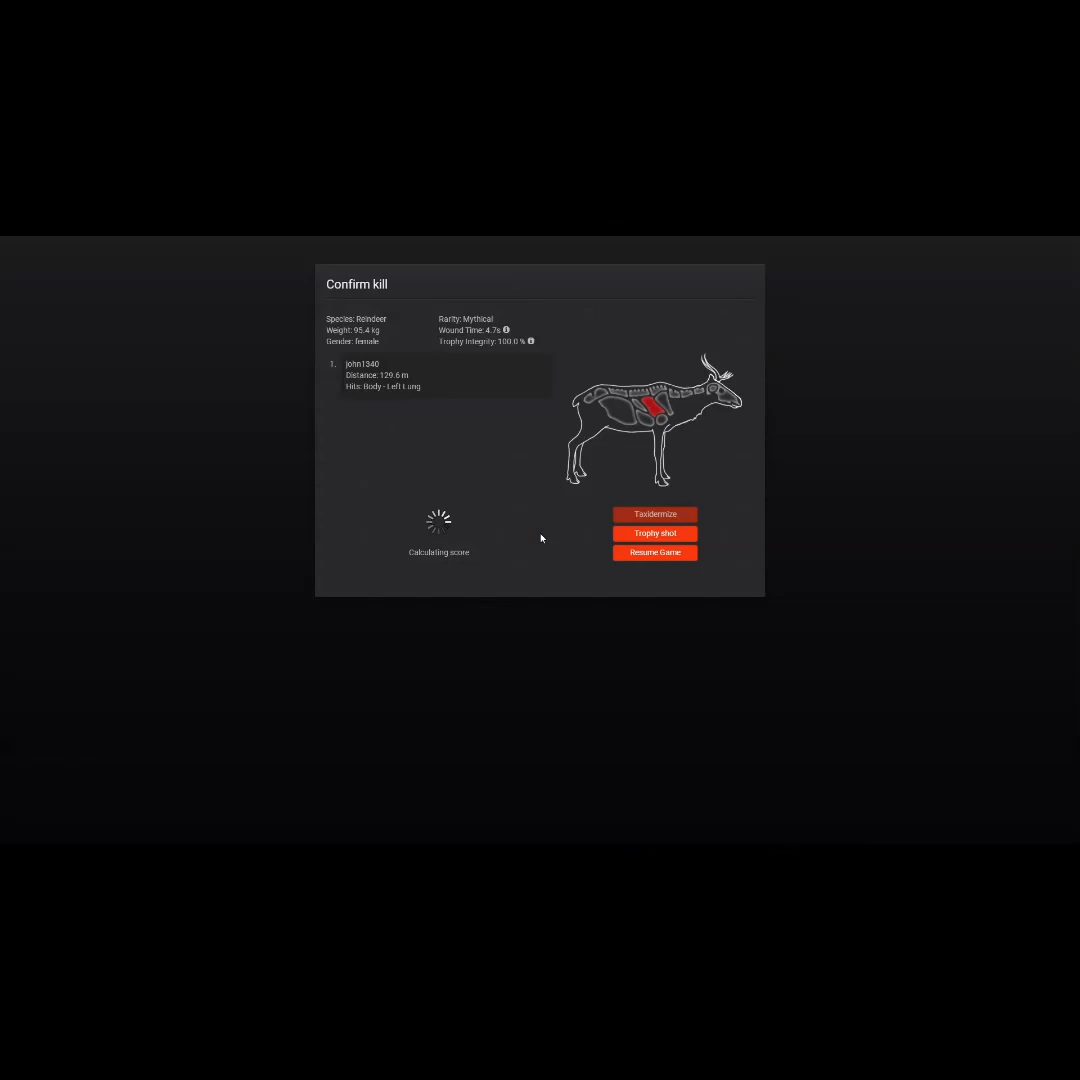 Confirm kill
Species: Reindeer
Weight: 95.4 kg
Gender: female
Rarity: Mythical
Wound Time: 4.7s
Trophy Integrity: 100.0 %
1. john1340
Distance: 129.6 m
Hits: Body - Left Lung
Calculating score
Taxidermize
Trophy shot
Resume Game